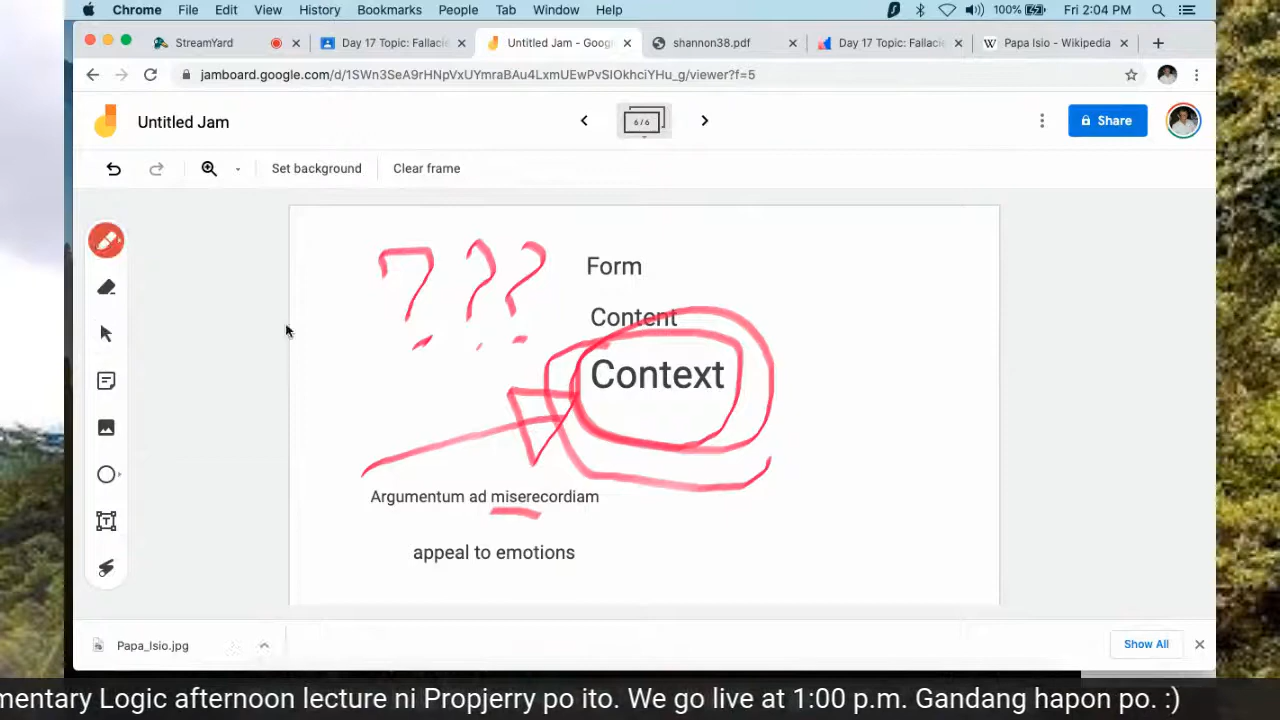 Chrome File Edit View History Bookmarks People Tab Window Help 100% Fri 2:04 PM
StreamYard Day 17 Topic: Fallacie Untitled Jam - Goog shannon38.pdf Day 17 Topic: Fallacie W Papa Isio - Wikipedia
jamboard.google.com/d/1SWn3SeA9rHNpVxUYmraBAu4LxmUEwPvSIOkhciYHu_g/viewer?f=5
Untitled Jam 6/6 Share
Set background Clear frame
? ? ?
Form
Content
Context
Argumentum ad miserecordiam
appeal to emotions
Papa_Isio.jpg Show All
mentary Logic afternoon lecture ni Propjerry po ito. We go live at 1:00 p.m. Gandang hapon po. :)